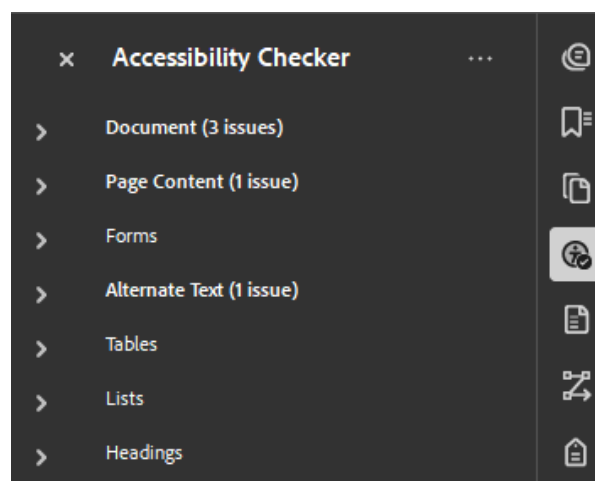 Accessibility Checker
Document (3 issues)
Page Content (1 issue)
Forms
Alternate Text (1 issue)
Tables
Lists
Headings